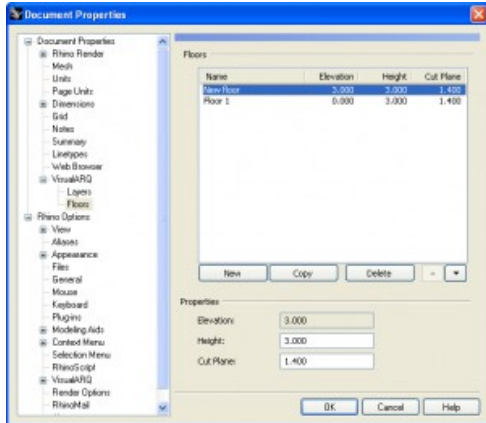 Document Properties
Document Properties
Rhino Render
Mesh
Units
Page Units
Dimensions
Grid
Notes
Summary
Linetypes
Web Browser
VisualARQ
Layers
Floors
Rhino Options
View
Aliases
Appearance
Files
General
Mouse
Keyboard
Plug-ins
Modeling Aids
Context Menu
Selection Menu
RhinoScript
VisualARQ
Render Options
RhinoMail
Floors
Name Elevation Height Cut Plane
New floor 3.000 3.000 1.400
Floor 1 0.000 3.000 1.400
New Copy Delete
Properties
Elevation: 3.000
Height: 3.000
Cut Plane: 1.400
OK Cancel Help